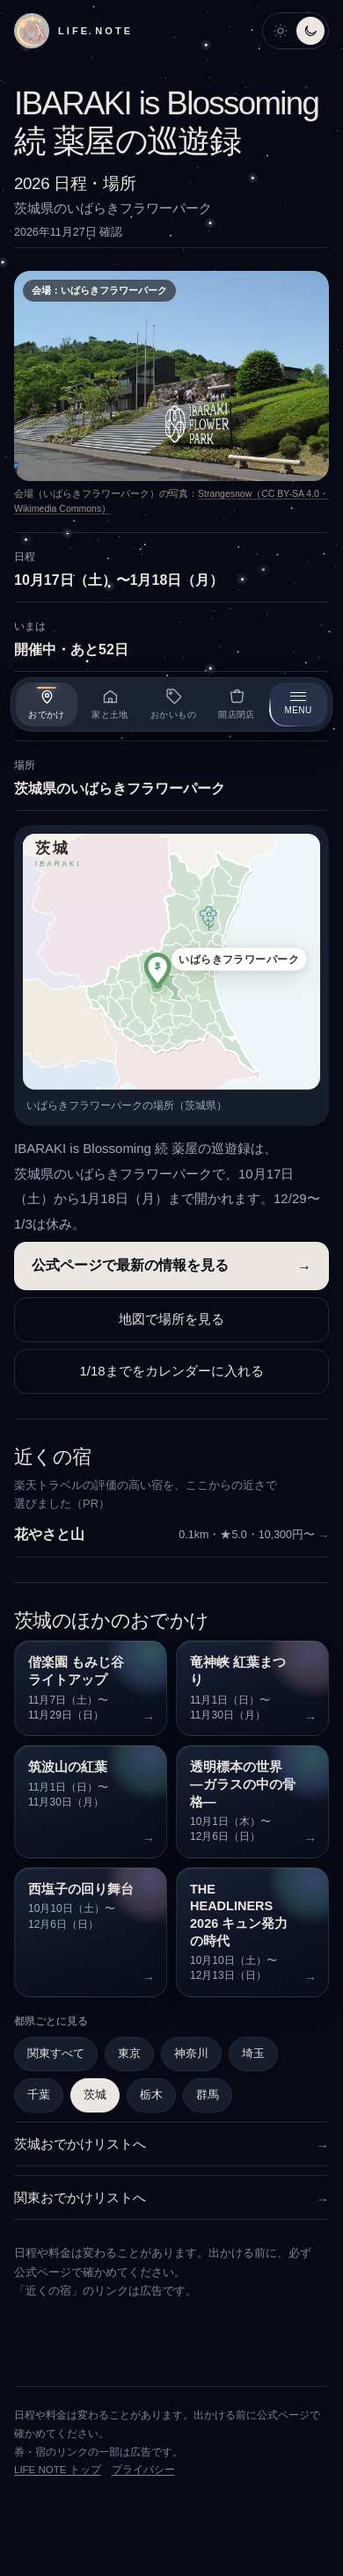 LIFE.NOTE
IBARAKI is Blossoming
続 薬屋の巡遊録
2026 日程・場所
茨城県のいばらきフラワーパーク
2026年11月27日 確認
会場：いばらきフラワーパーク
IBARAKI
FLOWER
PARK
会場（いばらきフラワーパーク）の写真：Strangesnow（CC BY-SA 4.0・
Wikimedia Commons）
日程
10月17日（土）〜1月18日（月）
いまは
開催中・あと52日
おでかけ
家と土地
おかいもの
開店閉店
MENU
場所
茨城県のいばらきフラワーパーク
茨城
IBARAKI
いばらきフラワーパーク
いばらきフラワーパークの場所（茨城県）
IBARAKI is Blossoming 続 薬屋の巡遊録は、
茨城県のいばらきフラワーパークで、10月17日
（土）から1月18日（月）まで開かれます。12/29〜
1/3は休み。
公式ページで最新の情報を見る →
地図で場所を見る
1/18までをカレンダーに入れる
近くの宿
楽天トラベルの評価の高い宿を、ここからの近さで
選びました（PR）
花やさと山 0.1km・★5.0・10,300円〜 →
茨城のほかのおでかけ
偕楽園 もみじ谷
ライトアップ
11月7日（土）〜
11月29日（日） →
竜神峡 紅葉まつ
り
11月1日（日）〜
11月30日（月） →
筑波山の紅葉
11月1日（日）〜
11月30日（月）
→
透明標本の世界
―ガラスの中の骨
格―
10月1日（木）〜
12月6日（日） →
西塩子の回り舞台
10月10日（土）〜
12月6日（日）
→
THE
HEADLINERS
2026 キュン発力
の時代
10月10日（土）〜
12月13日（日） →
都県ごとに見る
関東すべて 東京 神奈川 埼玉
千葉 茨城 栃木 群馬
茨城おでかけリストへ →
関東おでかけリストへ →
日程や料金は変わることがあります。出かける前に、必ず
公式ページで確かめてください。
「近くの宿」のリンクは広告です。
日程や料金は変わることがあります。出かける前に公式ページで
確かめてください。
券・宿のリンクの一部は広告です。
LIFE NOTE トップ プライバシー